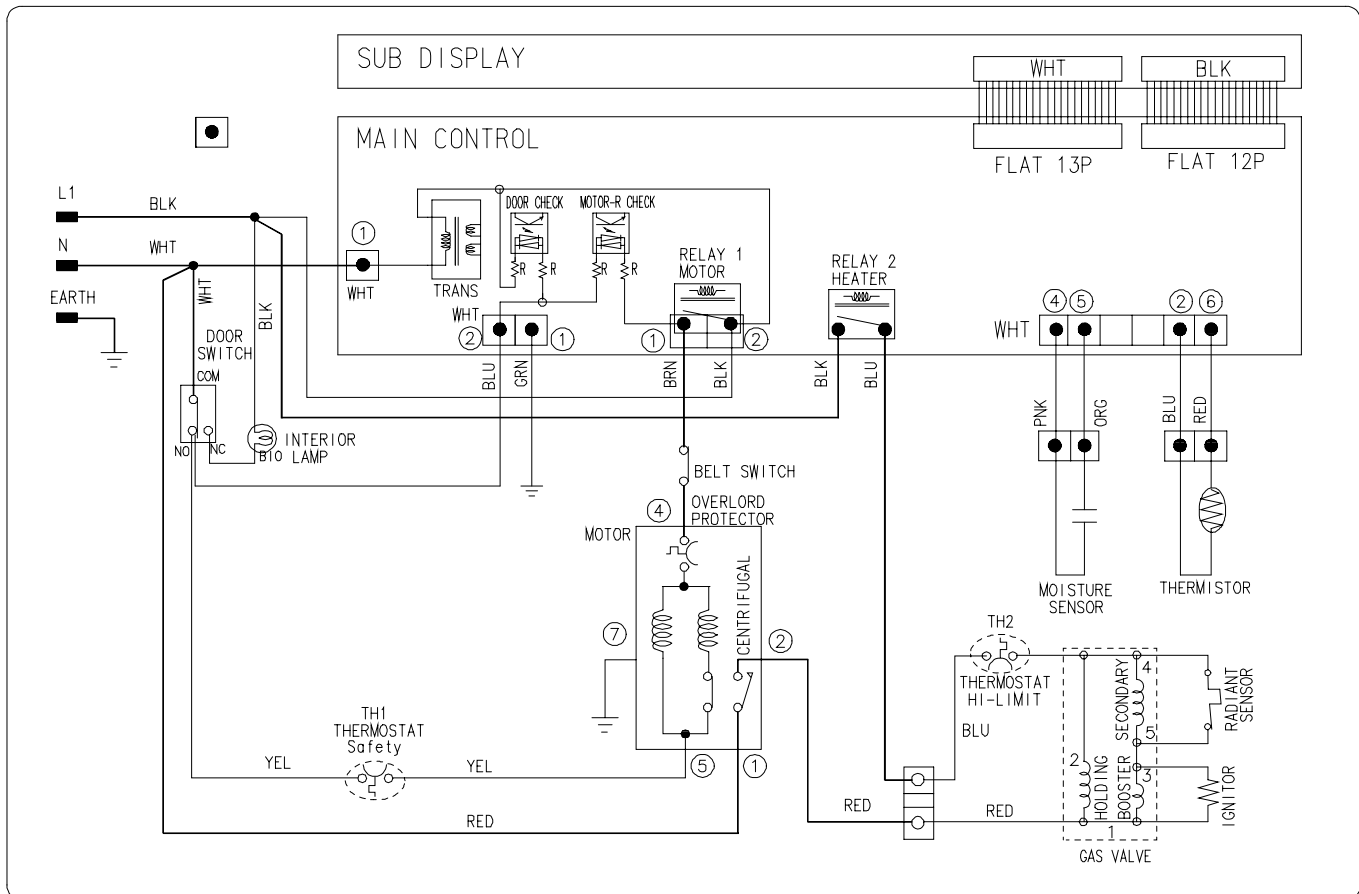 SUB DISPLAY
WHT
BLK
MAIN CONTROL
FLAT 13P
FLAT 12P
L1
BLK
DOOR CHECK
MOTOR-R CHECK
N
WHT
1
RELAY 1
MOTOR
RELAY 2
HEATER
R
R
R
R
EARTH
WHT
TRANS
WHT
BLK
WHT
2
1
1
2
WHT
4
5
2
6
DOOR
SWITCH
COM
BLU
GRN
BRN
BLK
BLK
BLU
PNK
ORG
BLU
RED
NO
NC
INTERIOR
B10 LAMP
BELT SWITCH
4
OVERLORD
PROTECTOR
MOTOR
CENTRIFUGAL
MOISTURE
SENSOR
THERMISTOR
7
2
TH2
THERMOSTAT
HI-LIMIT
4
SECONDARY
RADIANT
SENSOR
TH1
THERMOSTAT
Safety
BLU
5
YEL
YEL
5
1
2
HOLDING
3
BOOSTER
IGNITOR
RED
RED
RED
1
GAS VALVE